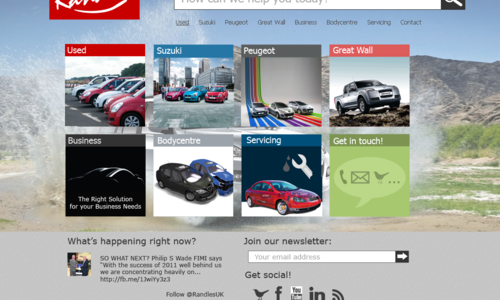 How can we help you today?
Used Suzuki Peugeot Great Wall Business Bodycentre Servicing Contact
Used Suzuki Peugeot Great Wall
Business Bodycentre Servicing Get in touch!
The Right Solution
for your Business Needs
What's happening right now? Join our newsletter:
SO WHAT NEXT? Philip S Wade FIMI says
"With the success of 2011 well behind us
we are concentrating heavily on...
http://fb.me/1JwiYy3z3
Your email address
Get social!
Follow @RandlesUK
You
Tube